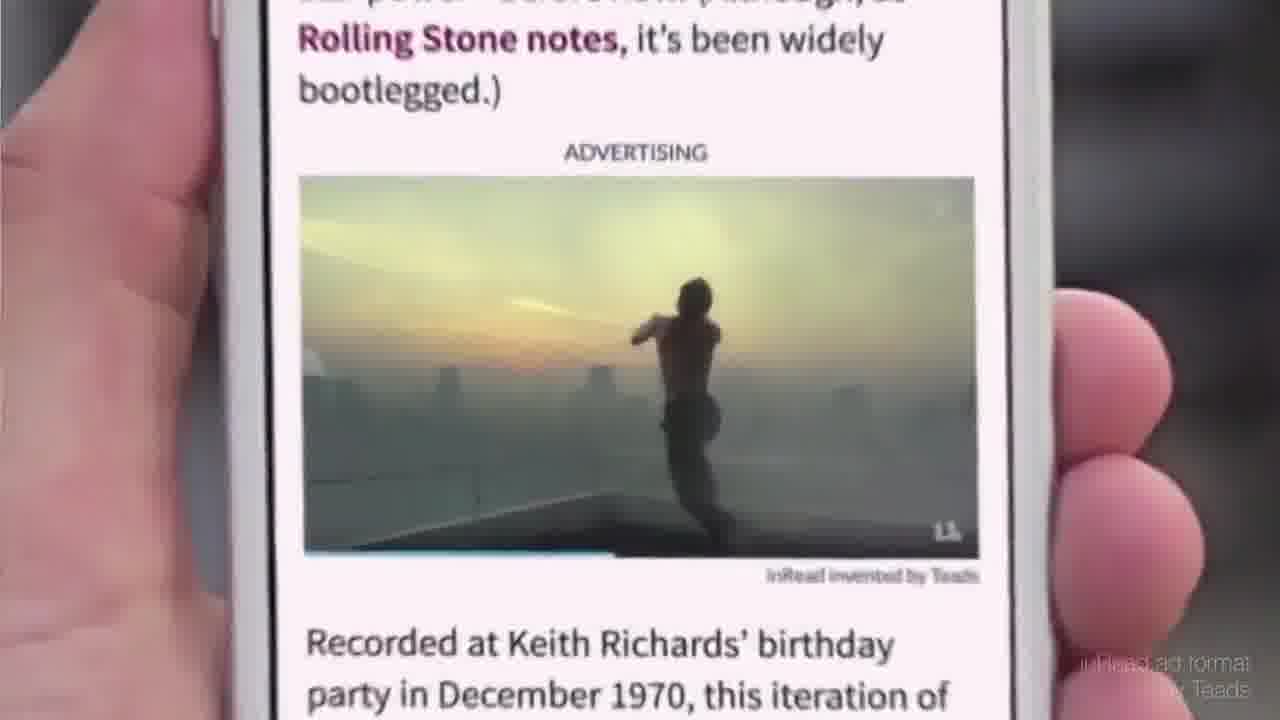 Rolling Stone notes, it's been widely
bootlegged.)
ADVERTISING
inRead invented by Teads
Recorded at Keith Richards' birthday
party in December 1970, this iteration of
inRead ad format
by Teads